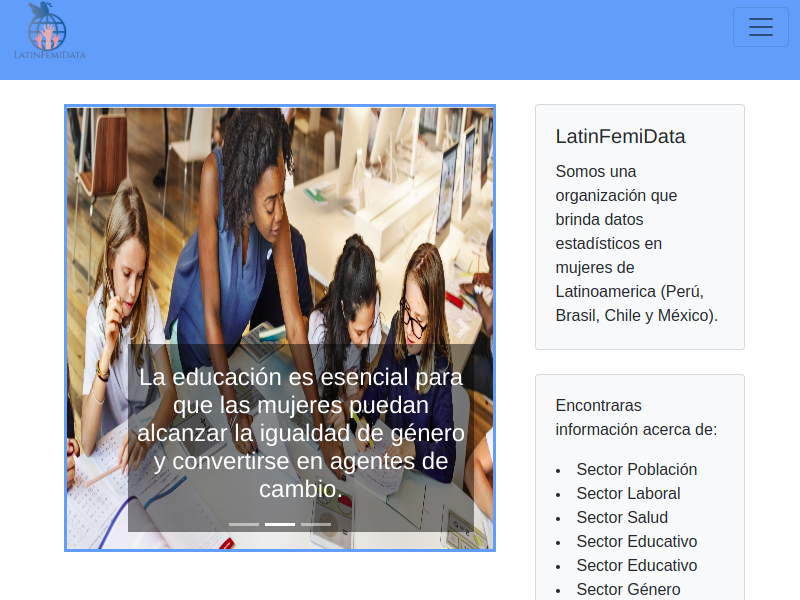 LATINFEMIDATA
La educación es esencial para
que las mujeres puedan
alcanzar la igualdad de género
y convertirse en agentes de
cambio.
LatinFemiData
Somos una
organización que
brinda datos
estadísticos en
mujeres de
Latinoamerica (Perú,
Brasil, Chile y México).
Encontraras
información acerca de:
Sector Población
Sector Laboral
Sector Salud
Sector Educativo
Sector Educativo
Sector Género